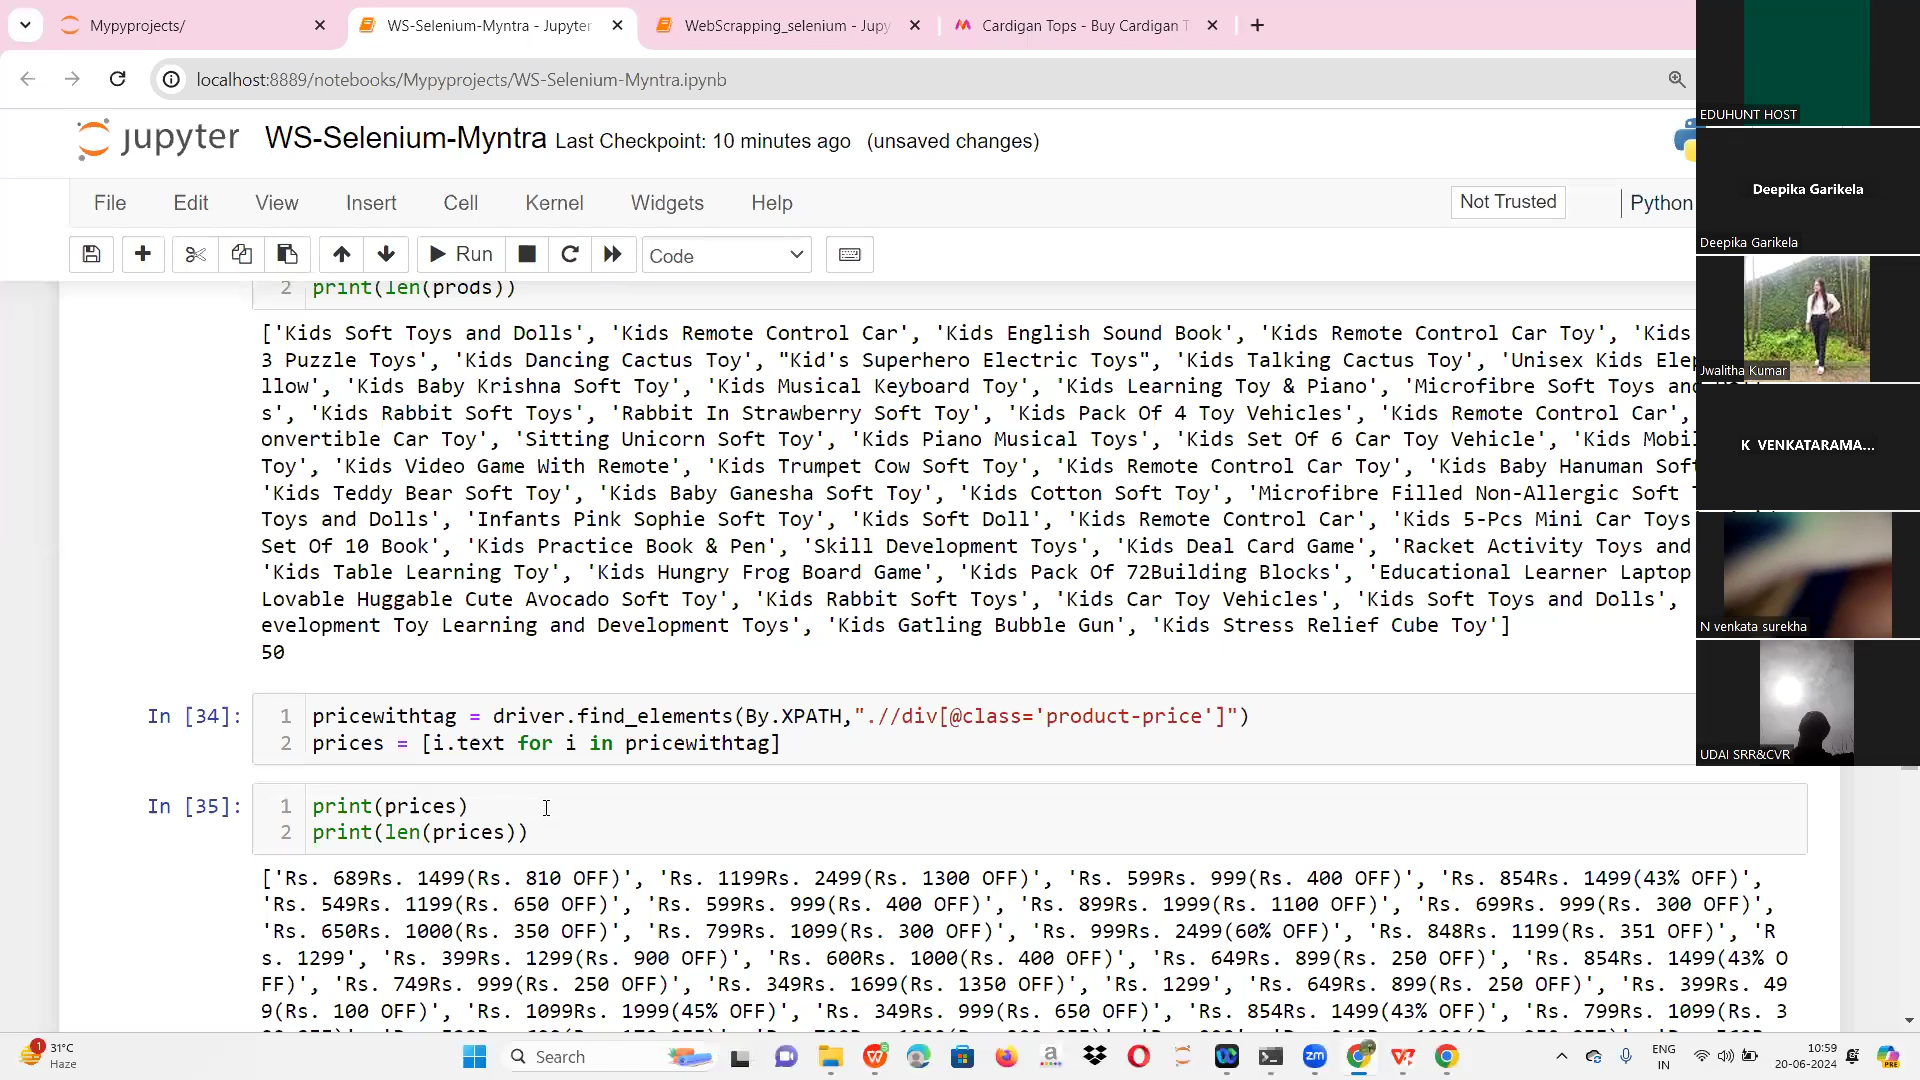 Mypyprojects/
WS-Selenium-Myntra - Jupyter
WebScrapping_selenium - Jupy
Cardigan Tops - Buy Cardigan T
localhost:8889/notebooks/Mypyprojects/WS-Selenium-Myntra.ipynb
jupyter WS-Selenium-Myntra Last Checkpoint: 10 minutes ago (unsaved changes)
File Edit View Insert Cell Kernel Widgets Help Not Trusted Python
Run Code
2 print(len(prods))
['Kids Soft Toys and Dolls', 'Kids Remote Control Car', 'Kids English Sound Book', 'Kids Remote Control Car Toy', 'Kids
3 Puzzle Toys', 'Kids Dancing Cactus Toy', "Kid's Superhero Electric Toys", 'Kids Talking Cactus Toy', 'Unisex Kids
llow', 'Kids Baby Krishna Soft Toy', 'Kids Musical Keyboard Toy', 'Kids Learning Toy & Piano', 'Microfibre Soft Toys and
s', 'Kids Rabbit Soft Toys', 'Rabbit In Strawberry Soft Toy', 'Kids Pack Of 4 Toy Vehicles', 'Kids Remote Control Car',
onvertible Car Toy', 'Sitting Unicorn Soft Toy', 'Kids Piano Musical Toys', 'Kids Set Of 6 Car Toy Vehicle', 'Kids Mobil
Toy', 'Kids Video Game With Remote', 'Kids Trumpet Cow Soft Toy', 'Kids Remote Control Car Toy', 'Kids Baby Hanuman Soft
'Kids Teddy Bear Soft Toy', 'Kids Baby Ganesha Soft Toy', 'Kids Cotton Soft Toy', 'Microfibre Filled Non-Allergic Soft T
Toys and Dolls', 'Infants Pink Sophie Soft Toy', 'Kids Soft Doll', 'Kids Remote Control Car', 'Kids 5-Pcs Mini Car Toys
Set Of 10 Book', 'Kids Practice Book & Pen', 'Skill Development Toys', 'Kids Deal Card Game', 'Racket Activity Toys and
'Kids Table Learning Toy', 'Kids Hungry Frog Board Game', 'Kids Pack Of 72Building Blocks', 'Educational Learner Laptop
Lovable Huggable Cute Avocado Soft Toy', 'Kids Rabbit Soft Toys', 'Kids Car Toy Vehicles', 'Kids Soft Toys and Dolls',
evelopment Toy Learning and Development Toys', 'Kids Gatling Bubble Gun', 'Kids Stress Relief Cube Toy']
50
In [34]: 1 pricewithtag = driver.find_elements(By.XPATH,".//div[@class='product-price']")
2 prices = [i.text for i in pricewithtag]
In [35]: 1 print(prices)
2 print(len(prices))
['Rs. 689Rs. 1499(Rs. 810 OFF)', 'Rs. 1199Rs. 2499(Rs. 1300 OFF)', 'Rs. 599Rs. 999(Rs. 400 OFF)', 'Rs. 854Rs. 1499(43% OFF)',
'Rs. 549Rs. 1199(Rs. 650 OFF)', 'Rs. 599Rs. 999(Rs. 400 OFF)', 'Rs. 899Rs. 1999(Rs. 1100 OFF)', 'Rs. 699Rs. 999(Rs. 300 OFF)',
'Rs. 650Rs. 1000(Rs. 350 OFF)', 'Rs. 799Rs. 1099(Rs. 300 OFF)', 'Rs. 999Rs. 2499(60% OFF)', 'Rs. 848Rs. 1199(Rs. 351 OFF)', 'R
s. 1299', 'Rs. 399Rs. 1299(Rs. 900 OFF)', 'Rs. 600Rs. 1000(Rs. 400 OFF)', 'Rs. 649Rs. 899(Rs. 250 OFF)', 'Rs. 854Rs. 1499(43% O
FF)', 'Rs. 749Rs. 999(Rs. 250 OFF)', 'Rs. 349Rs. 1699(Rs. 1350 OFF)', 'Rs. 1299', 'Rs. 649Rs. 899(Rs. 250 OFF)', 'Rs. 399Rs. 49
9(Rs. 100 OFF)', 'Rs. 1099Rs. 1999(45% OFF)', 'Rs. 349Rs. 999(Rs. 650 OFF)', 'Rs. 854Rs. 1499(43% OFF)', 'Rs. 799Rs. 1099(Rs. 3
EDUHUNT HOST
Deepika Garikela
Deepika Garikela
Jwalitha Kumar
K VENKATARAMA...
N venkata surekha
UDAI SRR&CVR
1
31°C
Haze
Search
ENG
IN
10:59
20-06-2024